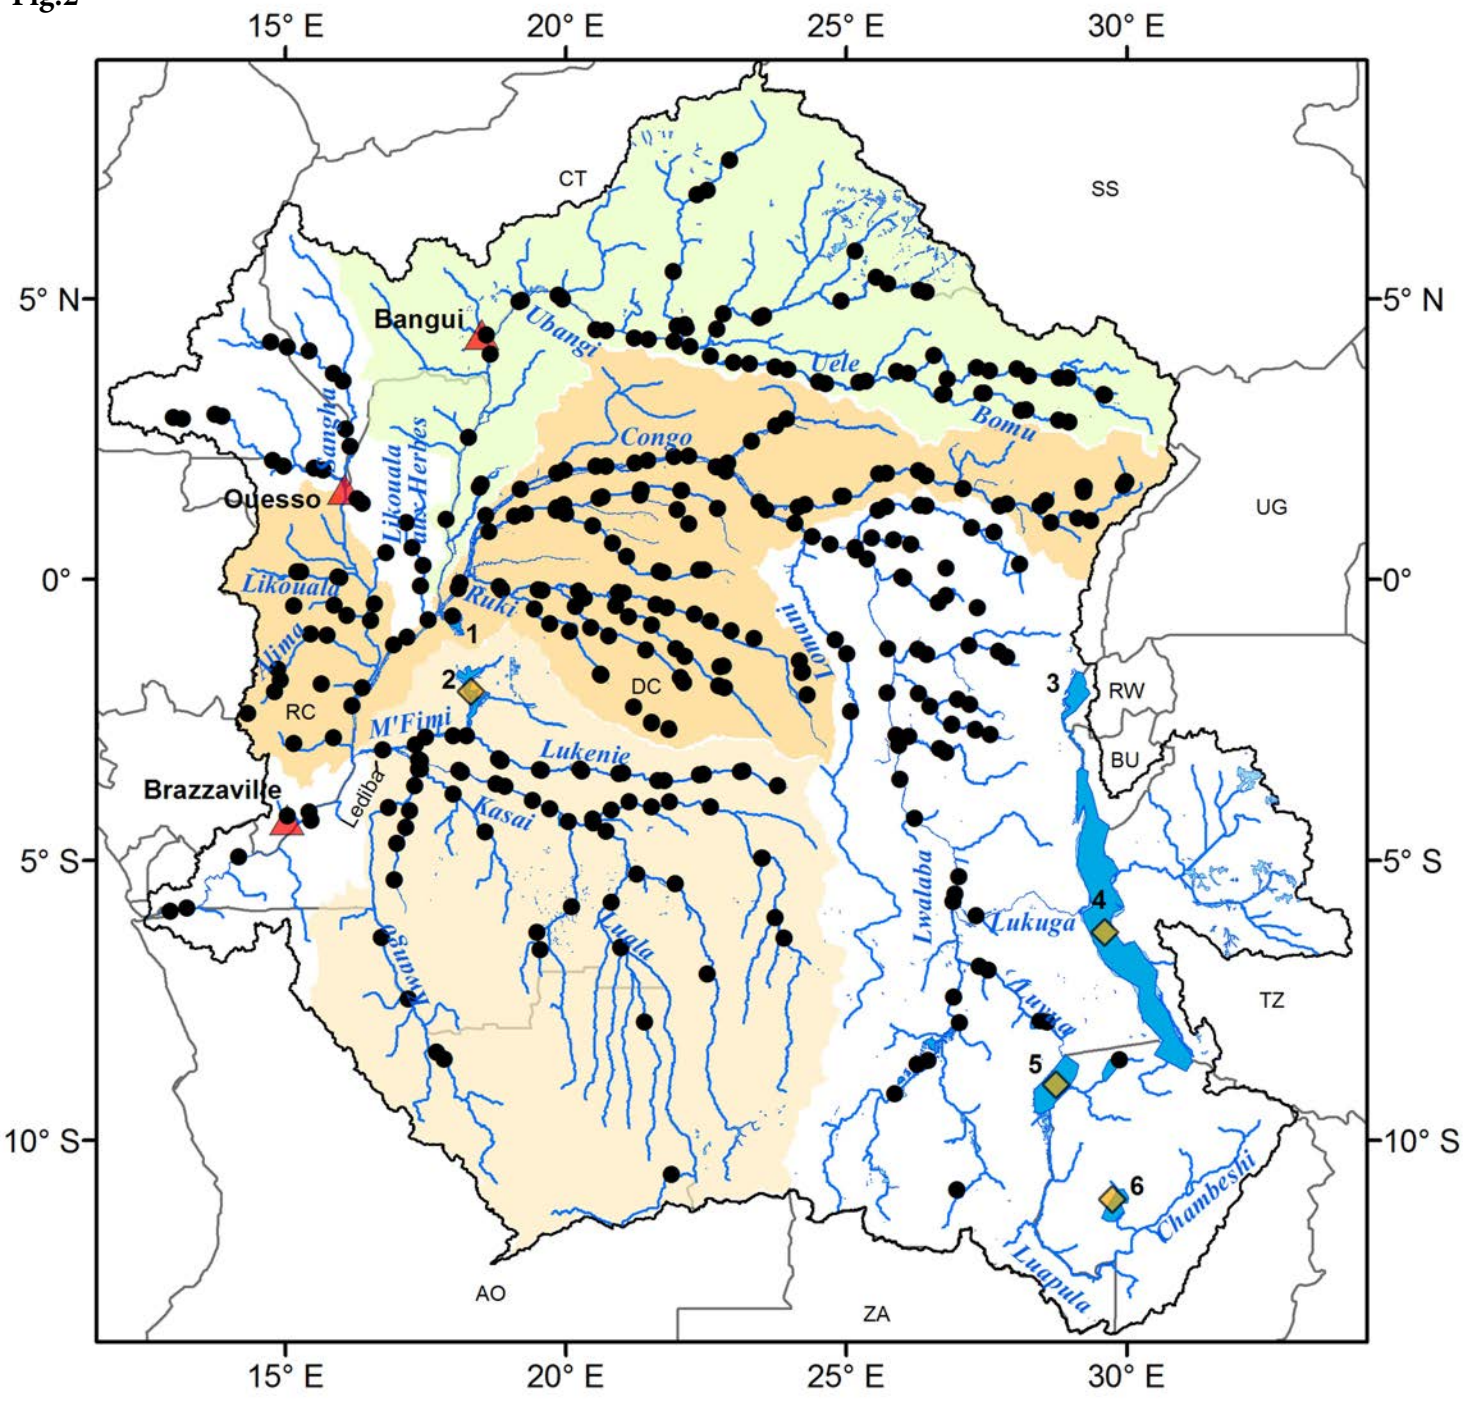 Fig.2
15° E 20° E 25° E 30° E
CT
SS
5° N
5° N
Bangui
Ubangi
Uele
Bomu
Sangha
Congo
Likouala
aux Herbes
Ouesso
UG
0°
0°
Likouala
Ruki
1
Alima
Lomani
2
DC
3
RW
RC
M'Fimi
Lukenie
BU
Brazzaville
Lediba
Kasai
5° S
5° S
Lwalaba
4
Lukuga
Kwango
Luala
Luvua
TZ
5
10° S
10° S
6
Chambeshi
Luapula
AO
ZA
15° E 20° E 25° E 30° E